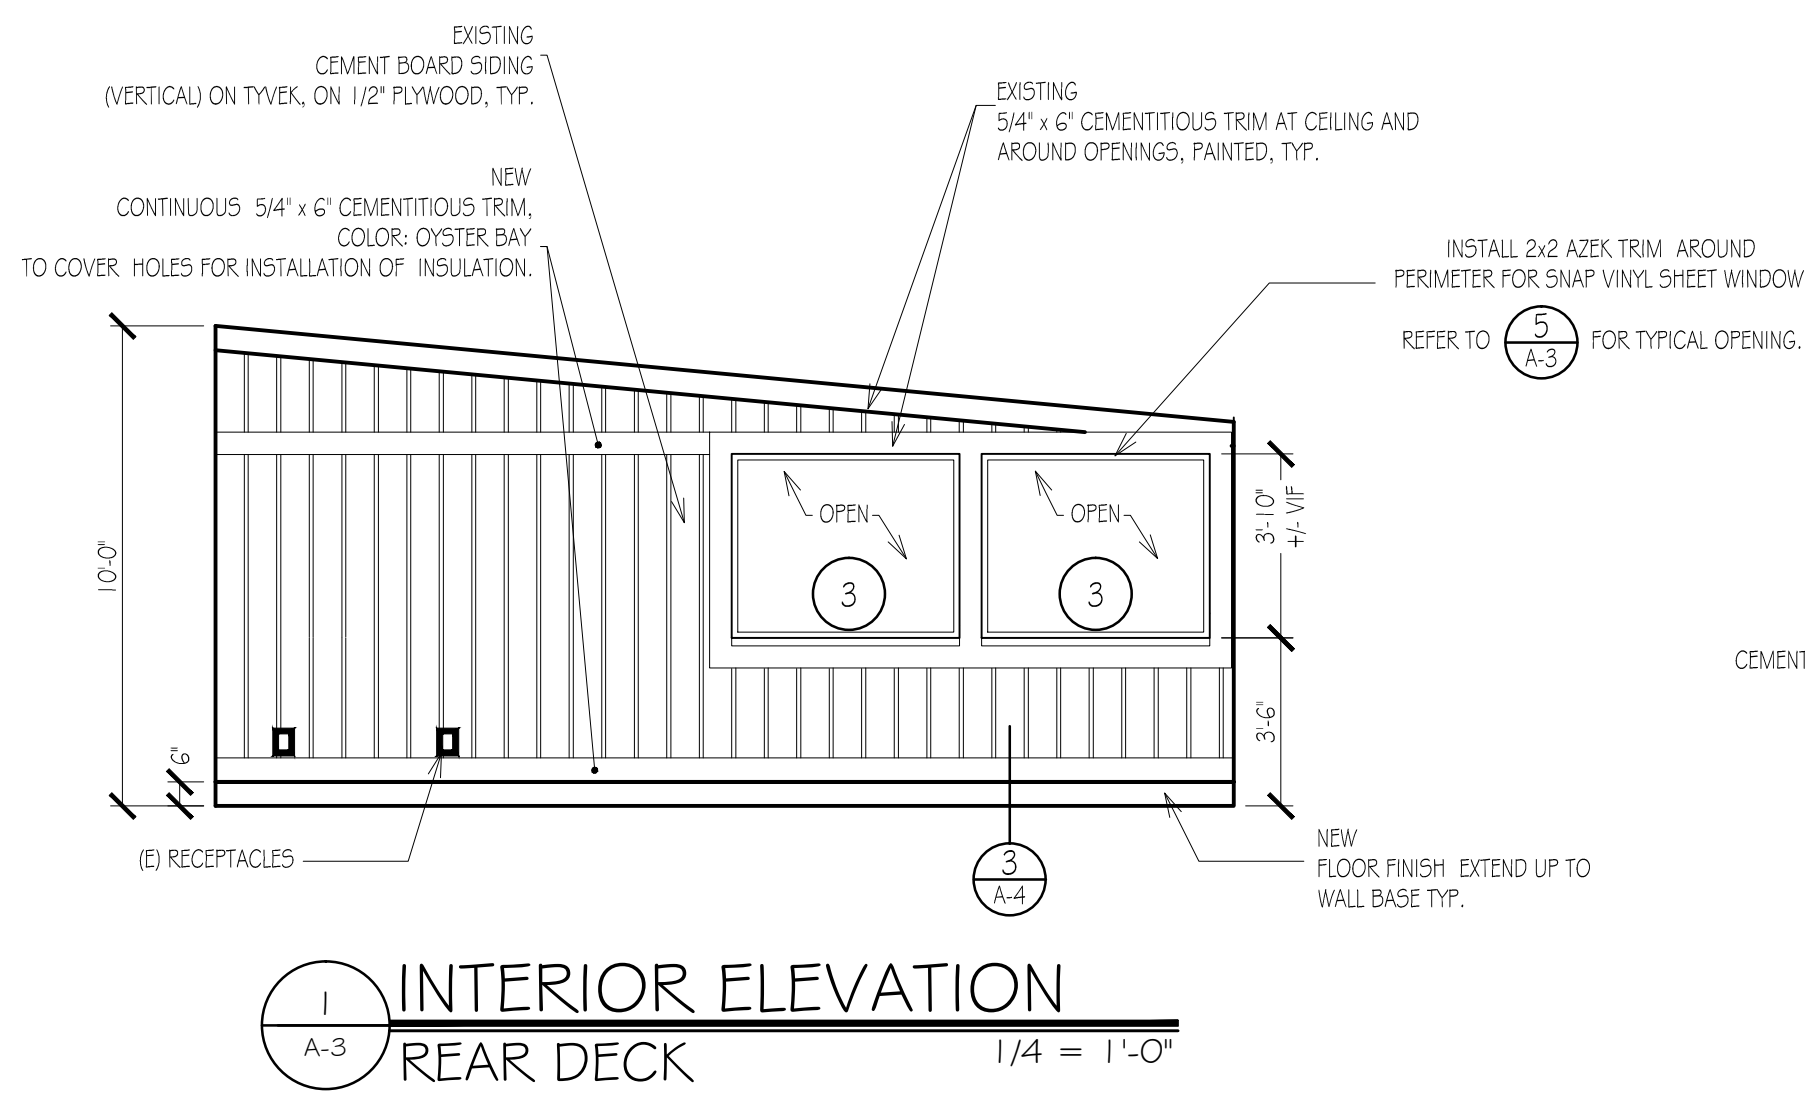 EXISTING
CEMENT BOARD SIDING
(VERTICAL) ON TYVEK, ON 1/2" PLYWOOD, TYP.
EXISTING
5/4" x 6" CEMENTITIOUS TRIM AT CEILING AND
AROUND OPENINGS, PAINTED, TYP.
NEW
CONTINUOUS 5/4" x 6" CEMENTITIOUS TRIM,
COLOR: OYSTER BAY
TO COVER HOLES FOR INSTALLATION OF INSULATION.
INSTALL 2x2 AZEK TRIM AROUND
PERIMETER FOR SNAP VINYL SHEET WINDOW
REFER TO 5 A-3 FOR TYPICAL OPENING.
10'-0"
6"
OPEN
OPEN
3
3
3'-10"
+/- VIF
3'-6"
CEMENT
(E) RECEPTACLES
NEW
FLOOR FINISH EXTEND UP TO
WALL BASE TYP.
3
A-4
1
A-3
INTERIOR ELEVATION
REAR DECK
1/4 = 1'-0"